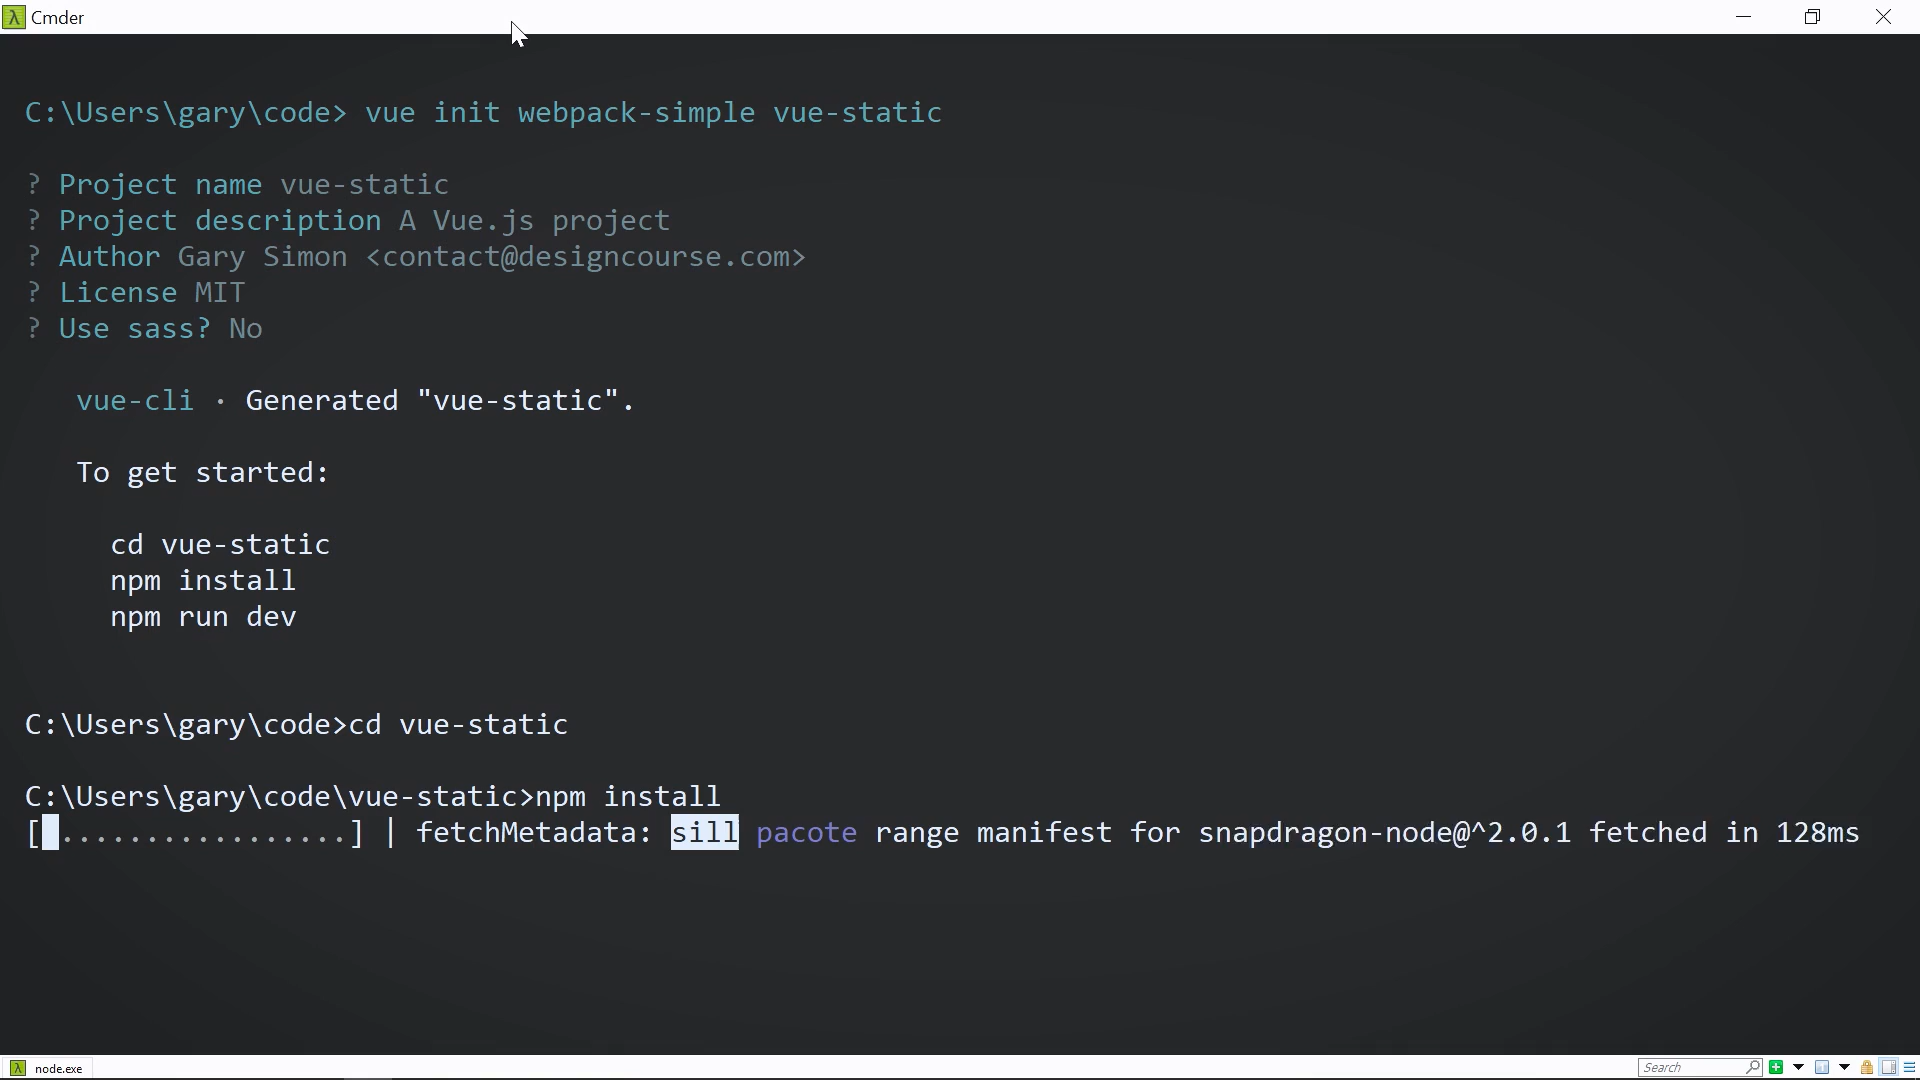 Cmder
C:\Users\gary\code> vue init webpack-simple vue-static
? Project name vue-static
? Project description A Vue.js project
? Author Gary Simon <contact@designcourse.com>
? License MIT
? Use sass? No
vue-cli · Generated "vue-static".
To get started:
cd vue-static
npm install
npm run dev
C:\Users\gary\code>cd vue-static
C:\Users\gary\code\vue-static>npm install
[ .................] | fetchMetadata: sill pacote range manifest for snapdragon-node@^2.0.1 fetched in 128ms
node.exe
Search